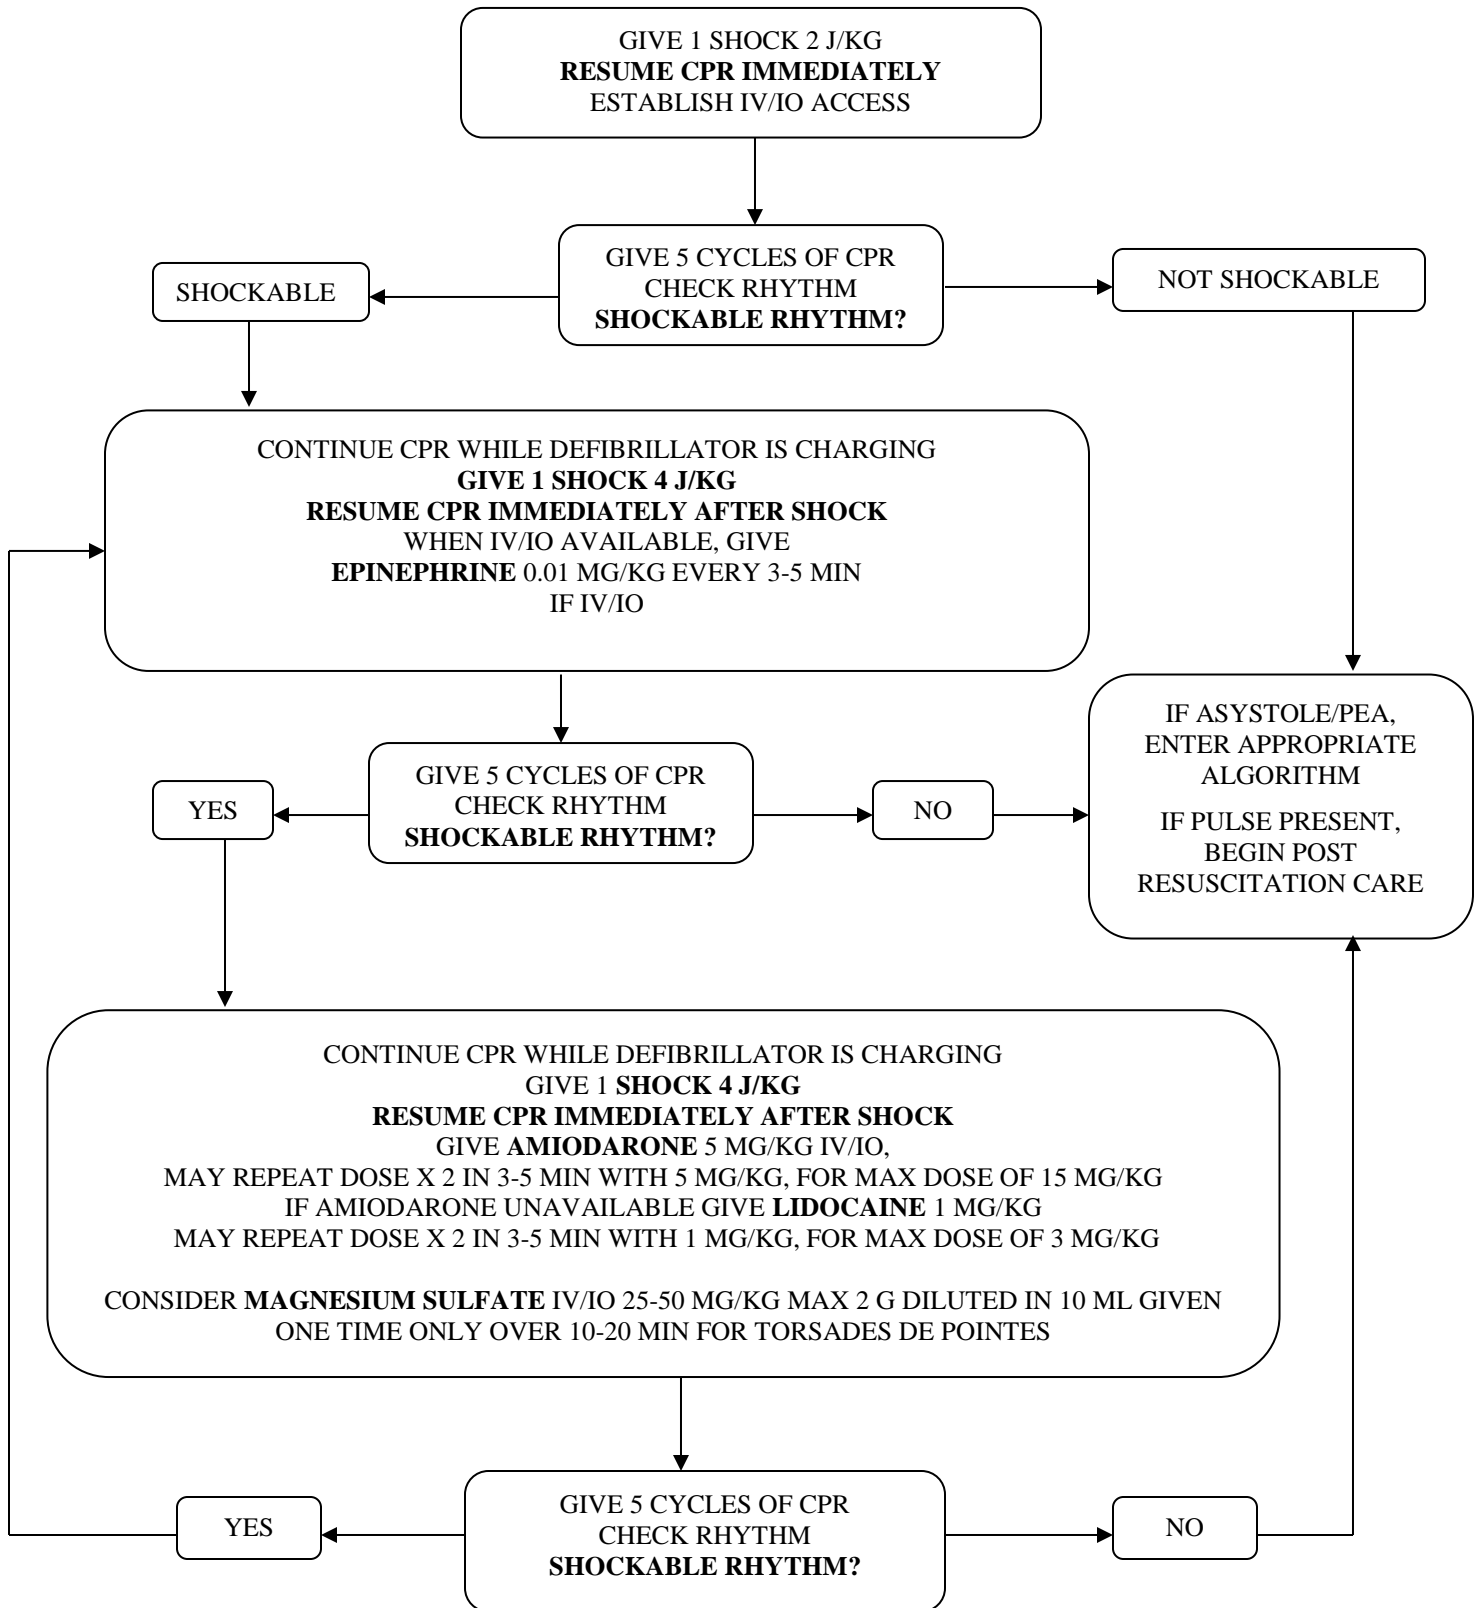 GIVE 1 SHOCK 2 J/KG
RESUME CPR IMMEDIATELY
ESTABLISH IV/IO ACCESS
GIVE 5 CYCLES OF CPR
CHECK RHYTHM
SHOCKABLE RHYTHM?
SHOCKABLE
NOT SHOCKABLE
CONTINUE CPR WHILE DEFIBRILLATOR IS CHARGING
GIVE 1 SHOCK 4 J/KG
RESUME CPR IMMEDIATELY AFTER SHOCK
WHEN IV/IO AVAILABLE, GIVE
EPINEPHRINE 0.01 MG/KG EVERY 3-5 MIN
IF IV/IO
IF ASYSTOLE/PEA,
ENTER APPROPRIATE
ALGORITHM
IF PULSE PRESENT,
BEGIN POST
RESUSCITATION CARE
GIVE 5 CYCLES OF CPR
CHECK RHYTHM
SHOCKABLE RHYTHM?
YES
NO
CONTINUE CPR WHILE DEFIBRILLATOR IS CHARGING
GIVE 1 SHOCK 4 J/KG
RESUME CPR IMMEDIATELY AFTER SHOCK
GIVE AMIODARONE 5 MG/KG IV/IO,
MAY REPEAT DOSE X 2 IN 3-5 MIN WITH 5 MG/KG, FOR MAX DOSE OF 15 MG/KG
IF AMIODARONE UNAVAILABLE GIVE LIDOCAINE 1 MG/KG
MAY REPEAT DOSE X 2 IN 3-5 MIN WITH 1 MG/KG, FOR MAX DOSE OF 3 MG/KG
CONSIDER MAGNESIUM SULFATE IV/IO 25-50 MG/KG MAX 2 G DILUTED IN 10 ML GIVEN
ONE TIME ONLY OVER 10-20 MIN FOR TORSADES DE POINTES
GIVE 5 CYCLES OF CPR
CHECK RHYTHM
SHOCKABLE RHYTHM?
YES
NO